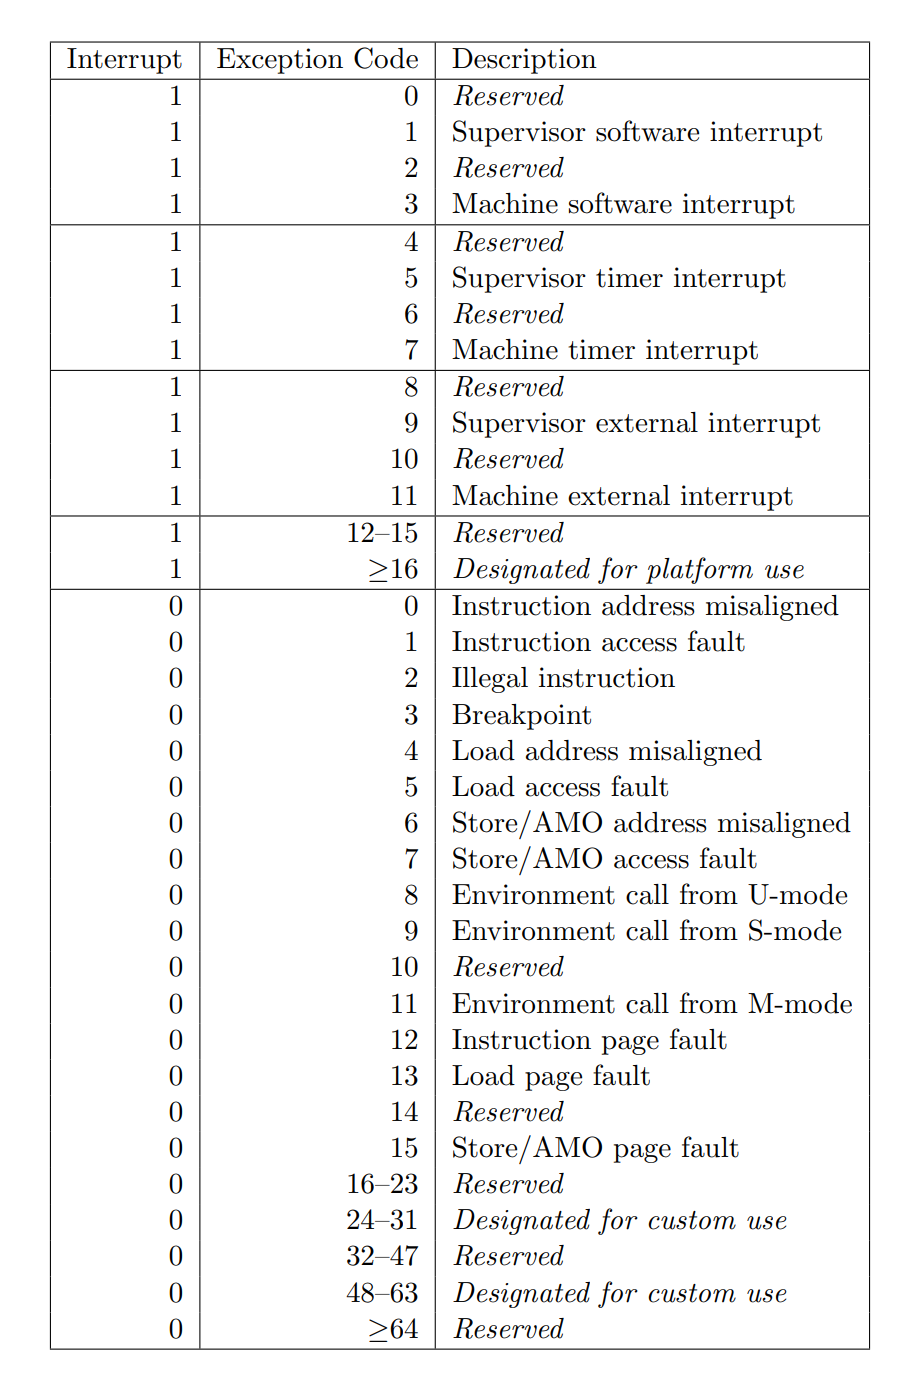 Interrupt Exception Code Description
1 0 Reserved
1 1 Supervisor software interrupt
1 2 Reserved
1 3 Machine software interrupt
1 4 Reserved
1 5 Supervisor timer interrupt
1 6 Reserved
1 7 Machine timer interrupt
1 8 Reserved
1 9 Supervisor external interrupt
1 10 Reserved
1 11 Machine external interrupt
1 12–15 Reserved
1 ≥16 Designated for platform use
0 0 Instruction address misaligned
0 1 Instruction access fault
0 2 Illegal instruction
0 3 Breakpoint
0 4 Load address misaligned
0 5 Load access fault
0 6 Store/AMO address misaligned
0 7 Store/AMO access fault
0 8 Environment call from U-mode
0 9 Environment call from S-mode
0 10 Reserved
0 11 Environment call from M-mode
0 12 Instruction page fault
0 13 Load page fault
0 14 Reserved
0 15 Store/AMO page fault
0 16–23 Reserved
0 24–31 Designated for custom use
0 32–47 Reserved
0 48–63 Designated for custom use
0 ≥64 Reserved